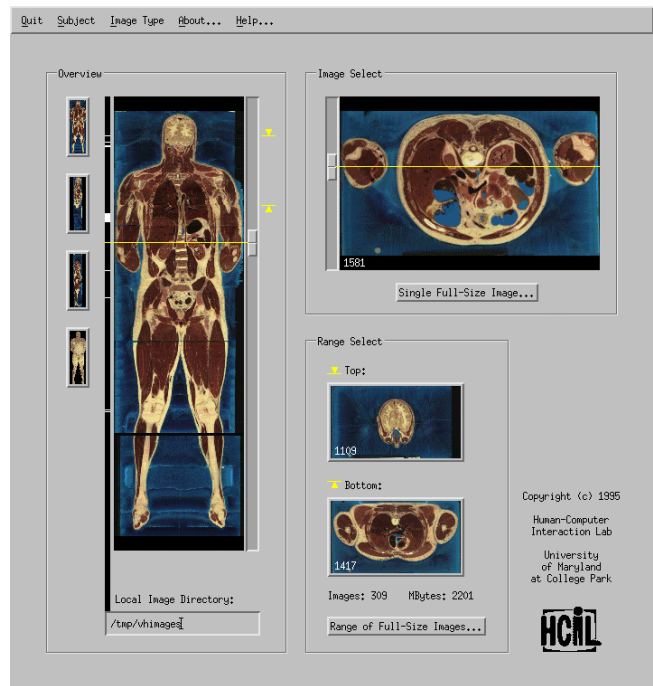 Quit Subject Image Type About... Help...
Overview
Image Select
1581
Single Full-Size Image...
Range Select
Top:
1109
Bottom:
1417
Images: 309 MBytes: 2201
Range of Full-Size Images...
Local Image Directory:
/tmp/vhimages
Copyright (c) 1995
Human-Computer
Interaction Lab
University
of Maryland
at College Park
HCIL